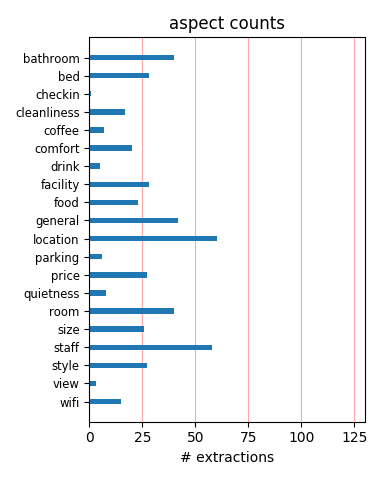 aspect counts
bathroom
bed
checkin
cleanliness
coffee
comfort
drink
facility
food
general
location
parking
price
quietness
room
size
staff
style
view
wifi
0 25 50 75 100 125
# extractions